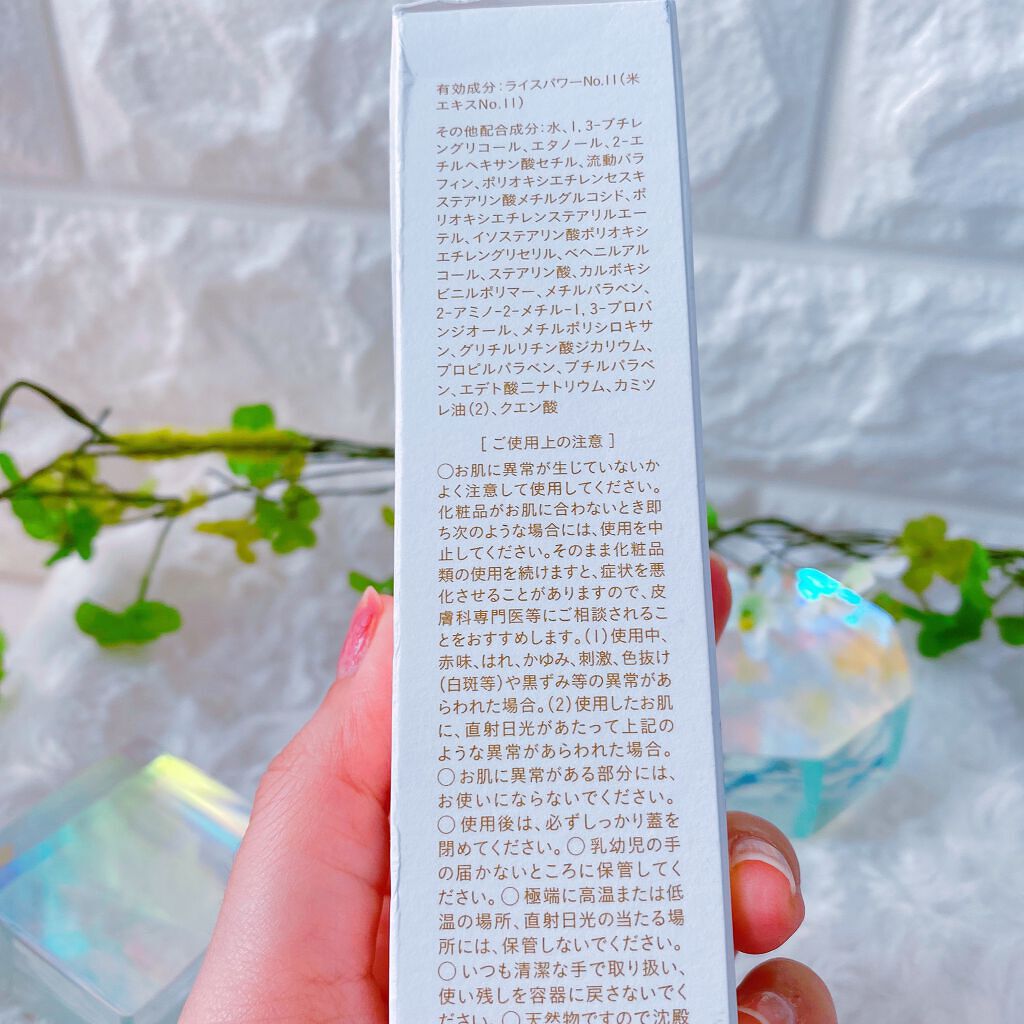 有効成分:ライスパワーNo.11(米
エキスNo.11)
その他配合成分:水、1,3-ブチレ
ングリコール、エタノール、2-エ
チルヘキサン酸セチル、流動パラ
フィン、ポリオキシエチレンセスキ
ステアリン酸メチルグルコシド、ポ
リオキシエチレンステアリルエー
テル、イソステアリン酸ポリオキシ
エチレングリセリル、ベヘニルアル
コール、ステアリン酸、カルボキシ
ビニルポリマー、メチルパラベン、
2-アミノ-2-メチル-1,3-プロパ
ンジオール、メチルポリシロキサ
ン、グリチルリチン酸ジカリウム、
プロピルパラベン、ブチルパラベ
ン、エデト酸二ナトリウム、カミツ
レ油(2)、クエン酸
[ご使用上の注意]
○お肌に異常が生じていないか
よく注意して使用してください。
化粧品がお肌に合わないとき即
ち次のような場合には、使用を中
止してください。そのまま化粧品
類の使用を続けますと、症状を悪
化させることがありますので、皮
膚科専門医等にご相談されるこ
とをおすすめします。(1)使用中、
赤味、はれ、かゆみ、刺激、色抜け
(白斑等)や黒ずみ等の異常があ
らわれた場合。(2)使用したお肌
に、直射日光があたって上記の
ような異常があらわれた場合。
○お肌に異常がある部分には、
お使いにならないでください。
○使用後は、必ずしっかり蓋を
閉めてください。○乳幼児の手
の届かないところに保管してく
ださい。○極端に高温または低
温の場所、直射日光の当たる場
所には、保管しないでください。
○いつも清潔な手で取り扱い、
使い残しを容器に戻さないでく
ださい。○天然物ですので沈殿